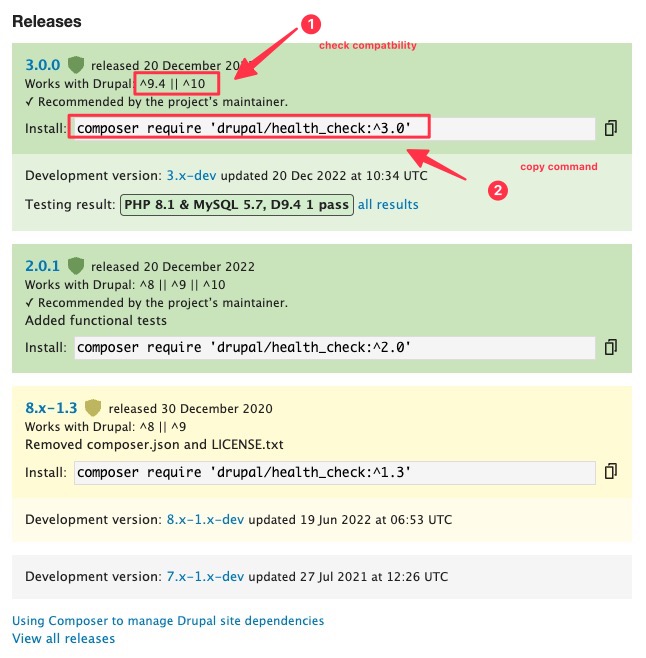 Releases
1
check compatbility
3.0.0 released 20 December 20
Works with Drupal: ^9.4 || ^10
✓ Recommended by the project's maintainer.
Install: composer require 'drupal/health_check:^3.0'
copy command
2
Development version: 3.x-dev updated 20 Dec 2022 at 10:34 UTC
Testing result: PHP 8.1 & MySQL 5.7, D9.4 1 pass all results
2.0.1 released 20 December 2022
Works with Drupal: ^8 || ^9 || ^10
✓ Recommended by the project's maintainer.
Added functional tests
Install: composer require 'drupal/health_check:^2.0'
8.x-1.3 released 30 December 2020
Works with Drupal: ^8 || ^9
Removed composer.json and LICENSE.txt
Install: composer require 'drupal/health_check:^1.3'
Development version: 8.x-1.x-dev updated 19 Jun 2022 at 06:53 UTC
Development version: 7.x-1.x-dev updated 27 Jul 2021 at 12:26 UTC
Using Composer to manage Drupal site dependencies
View all releases